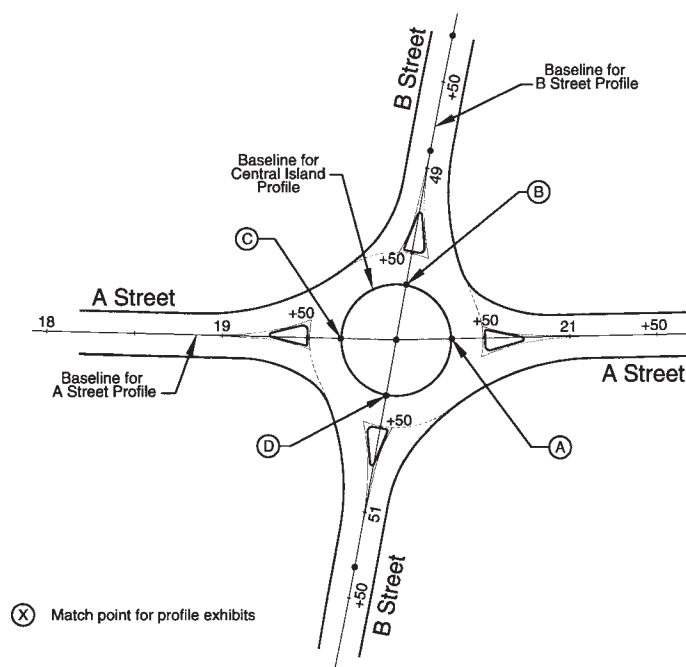 B Street
Baseline for
B Street Profile
+50
Baseline for
Central Island
Profile
49
B
C
+50
A Street
18
19
+50
+50
21
+50
Baseline for
A Street Profile
A Street
+50
D
A
51
+50
B Street
X Match point for profile exhibits